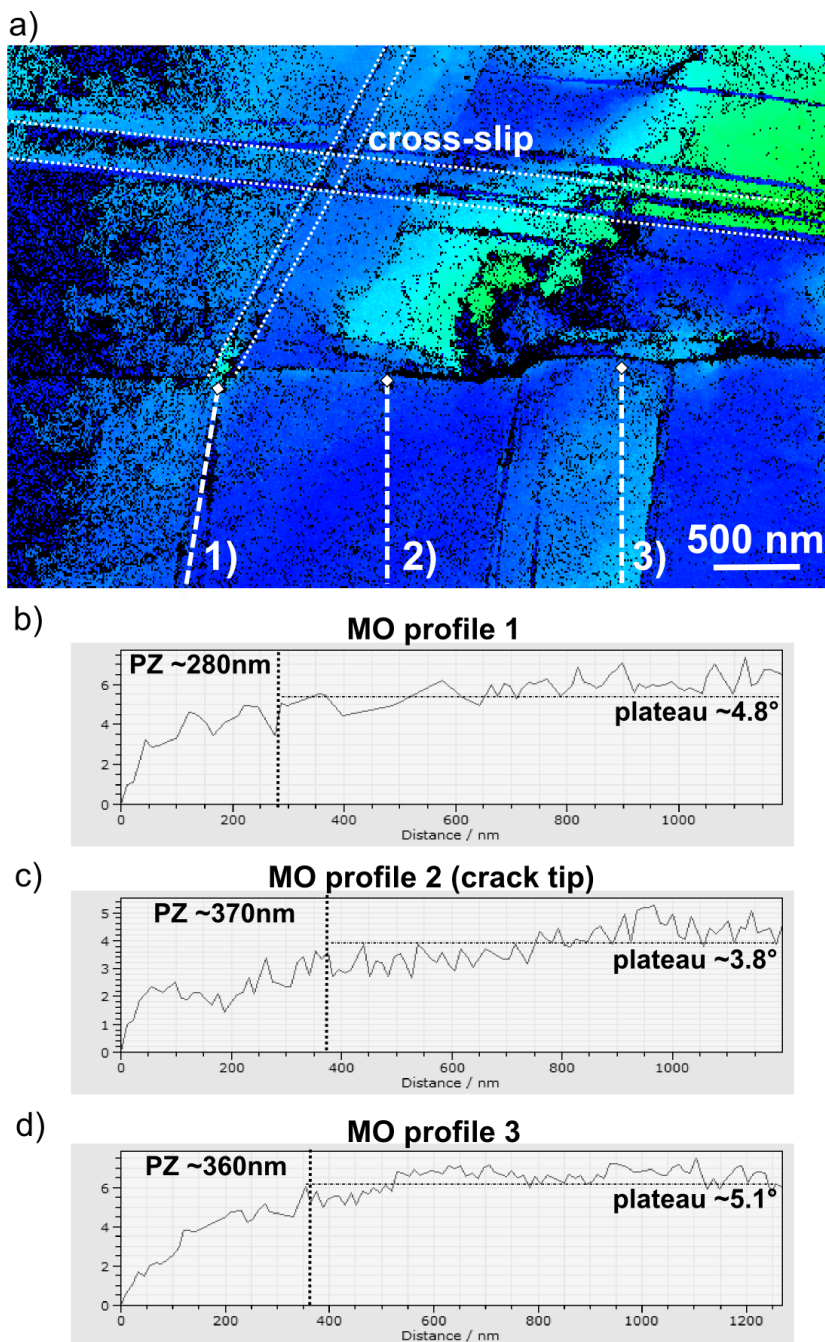 a)
cross-slip
1)
2)
3)
500 nm
b)
MO profile 1
PZ ~280nm
plateau ~4.8°
6
4
2
0
0 200 400 600 800 1000
Distance / nm
c)
MO profile 2 (crack tip)
PZ ~370nm
plateau ~3.8°
5
4
3
2
1
0
0 200 400 600 800 1000
Distance / nm
d)
MO profile 3
PZ ~360nm
plateau ~5.1°
6
4
2
0
0 200 400 600 800 1000 1200
Distance / nm